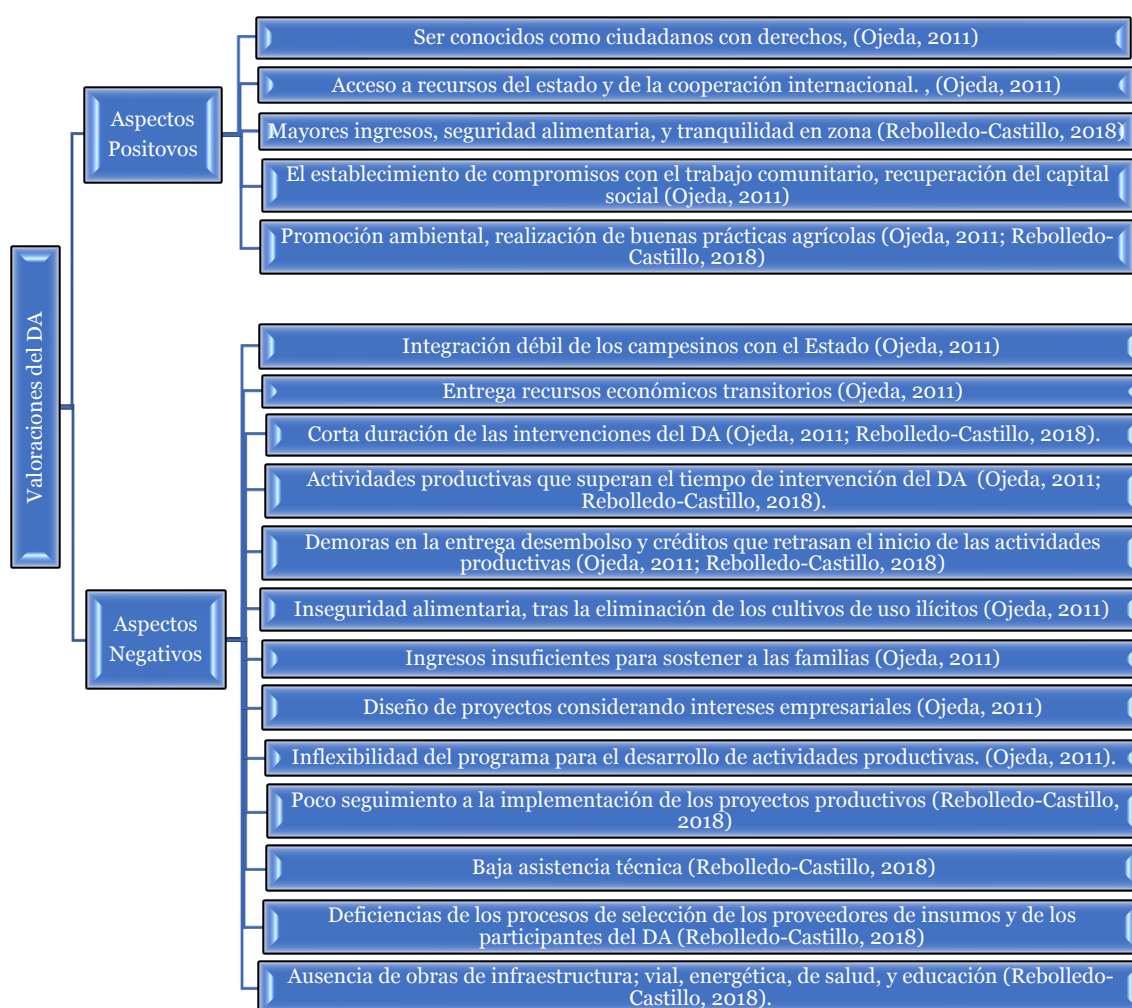 Valoraciones del DA
Aspectos
Positovos
Ser conocidos como ciudadanos con derechos, (Ojeda, 2011)
Acceso a recursos del estado y de la cooperación internacional. , (Ojeda, 2011)
Mayores ingresos, seguridad alimentaria, y tranquilidad en zona (Rebolledo-Castillo, 2018)
El establecimiento de compromisos con el trabajo comunitario, recuperación del capital
social (Ojeda, 2011)
Promoción ambiental, realización de buenas prácticas agrícolas (Ojeda, 2011; Rebolledo-
Castillo, 2018)
Aspectos
Negativos
Integración débil de los campesinos con el Estado (Ojeda, 2011)
Entrega recursos económicos transitorios (Ojeda, 2011)
Corta duración de las intervenciones del DA (Ojeda, 2011; Rebolledo-Castillo, 2018).
Actividades productivas que superan el tiempo de intervención del DA (Ojeda, 2011;
Rebolledo-Castillo, 2018).
Demoras en la entrega desembolso y créditos que retrasan el inicio de las actividades
productivas (Ojeda, 2011; Rebolledo-Castillo, 2018)
Inseguridad alimentaria, tras la eliminación de los cultivos de uso ilícitos (Ojeda, 2011)
Ingresos insuficientes para sostener a las familias (Ojeda, 2011)
Diseño de proyectos considerando intereses empresariales (Ojeda, 2011)
Inflexibilidad del programa para el desarrollo de actividades productivas. (Ojeda, 2011).
Poco seguimiento a la implementación de los proyectos productivos (Rebolledo-Castillo,
2018)
Baja asistencia técnica (Rebolledo-Castillo, 2018)
Deficiencias de los procesos de selección de los proveedores de insumos y de los
participantes del DA (Rebolledo-Castillo, 2018)
Ausencia de obras de infraestructura; vial, energética, de salud, y educación (Rebolledo-
Castillo, 2018).